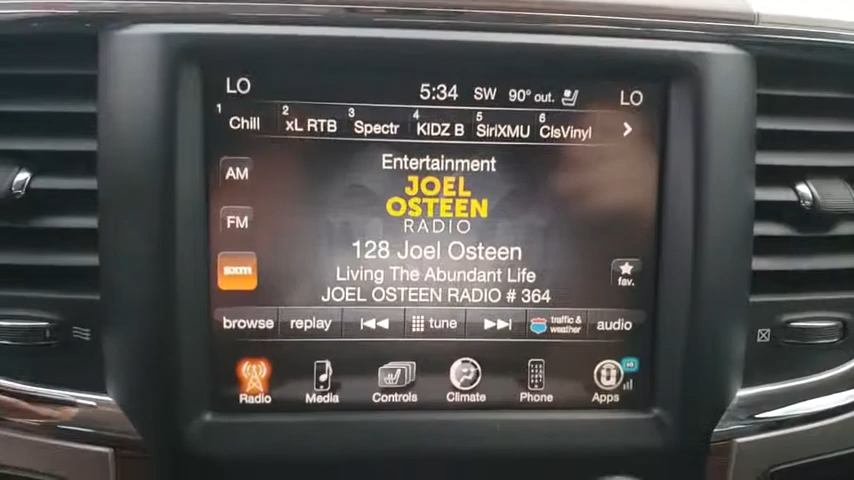 LO 5:34 SW 90° out. LO
1 Chill 2 xL RTB 3 Spectr 4 KIDZ B 5 SiriXMU 6 ClsVinyl
Entertainment
AM
JOEL
OSTEEN
RADIO
FM
128 Joel Osteen
sxm
Living The Abundant Life
fav.
JOEL OSTEEN RADIO # 364
browse replay tune traffic & weather audio
Radio Media Controls Climate Phone Apps